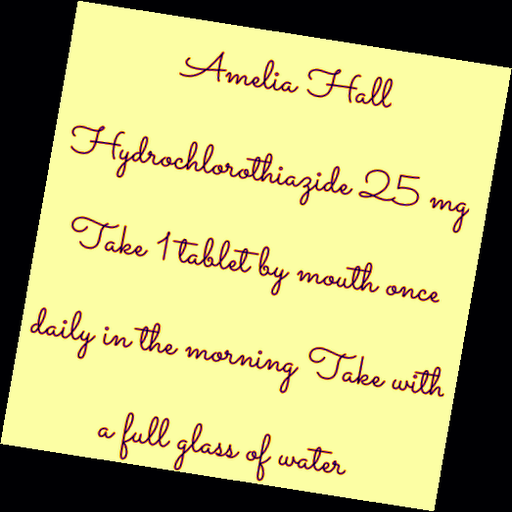 Amelia Hall
Hydrochlorothiazide 25 mg
Take 1 tablet by mouth once
daily in the morning Take with
a full glass of water